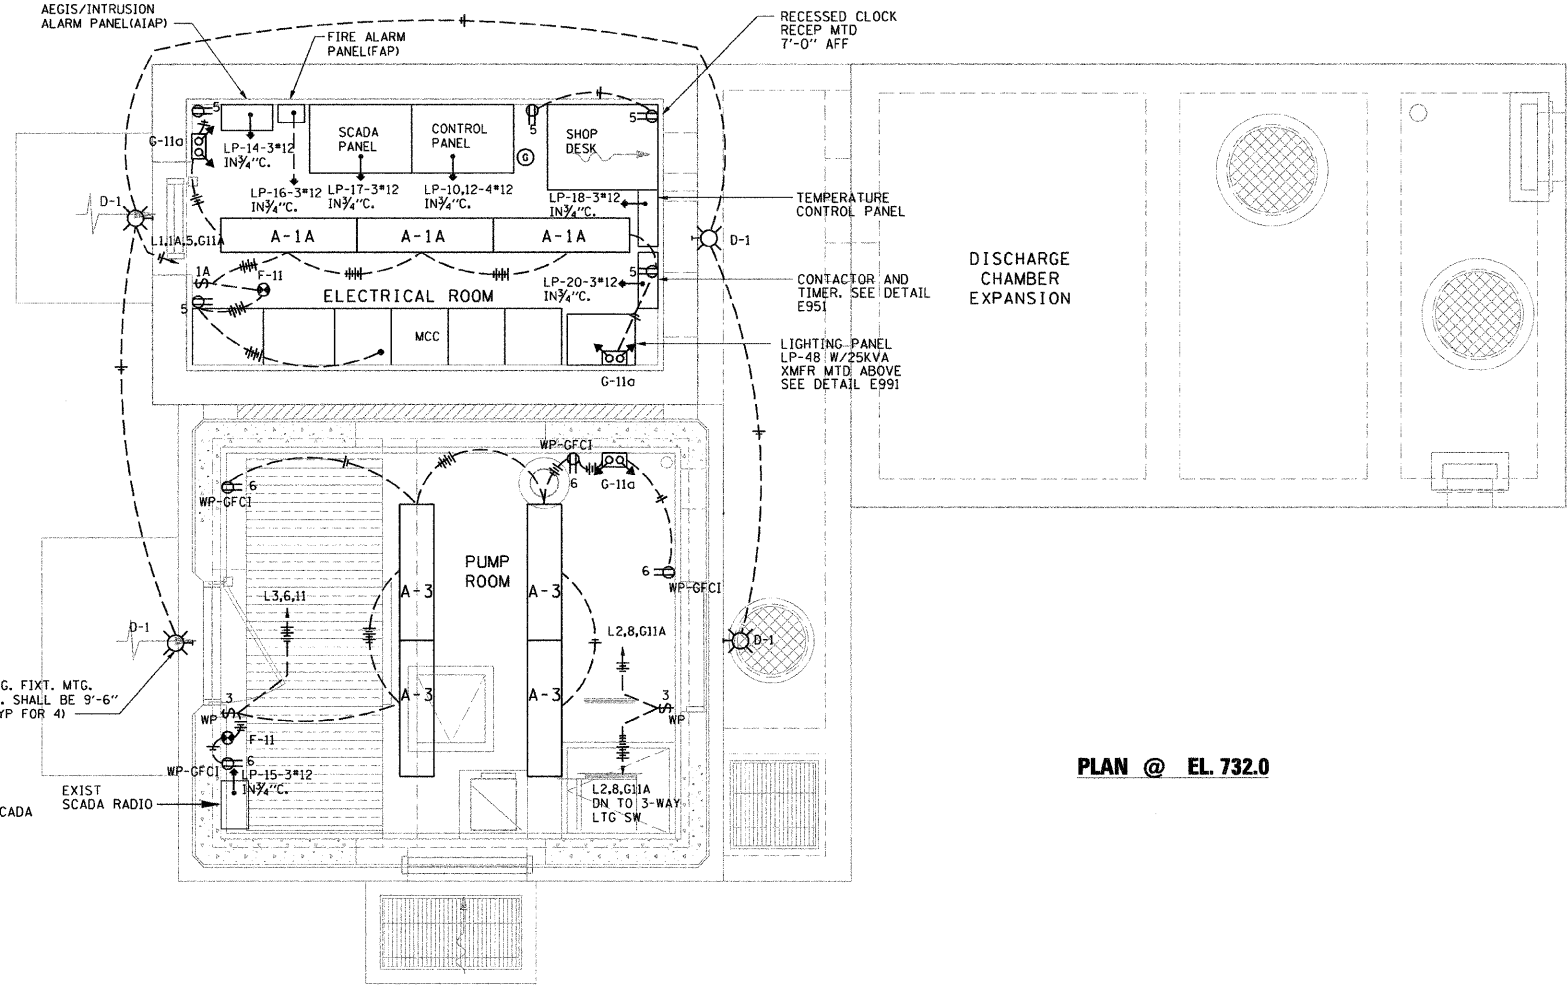 AEGIS/INTRUSION
ALARM PANEL(AIAP)
FIRE ALARM
PANEL(FAP)
RECESSED CLOCK
RECEP MTD
7'-0" AFF
5
G-11a
LP-14-3#12
IN3/4"C.
SCADA
PANEL
CONTROL
PANEL
5
G
SHOP
DESK
5
LP-16-3#12
IN3/4"C.
LP-17-3#12
IN3/4"C.
LP-10,12-4#12
IN3/4"C.
LP-18-3#12
IN3/4"C.
TEMPERATURE
CONTROL PANEL
D-1
L1,1A,5,G11A
A-1A
A-1A
A-1A
D-1
1A
F-11
5
ELECTRICAL ROOM
LP-20-3#12
IN3/4"C.
5
CONTACTOR AND
TIMER. SEE DETAIL
E951
DISCHARGE
CHAMBER
EXPANSION
MCC
G-11a
LIGHTING PANEL
LP-48 W/25KVA
XMFR MTD ABOVE
SEE DETAIL E991
WP-GFCI
6
G-11a
6
WP-GFCI
PUMP
ROOM
6
WP-GFCI
A-3
A-3
L3,6,11
D-1
L2,8,G11A
D-1
A-3
A-3
G. FIXT. MTG.
. SHALL BE 9'-6"
YP FOR 4)
3
WP
3
WP
F-11
WP-GFCI
6
LP-15-3#12
IN3/4"C.
EXIST
SCADA RADIO
CADA
L2,8,G11A
DN TO 3-WAY
LTG SW
PLAN @ EL. 732.0